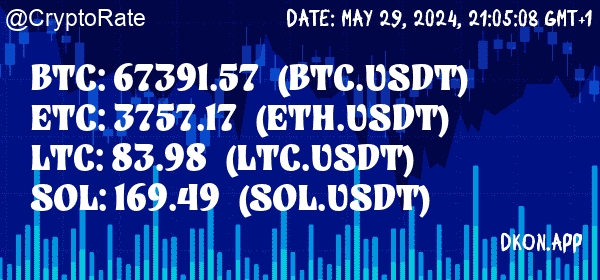 @CryptoRate
DATE: MAY 29, 2024, 21:05:08 GMT+1
BTC: 67391.57 (BTC.USDT)
ETC: 3757.17 (ETH.USDT)
LTC: 83.98 (LTC.USDT)
SOL: 169.49 (SOL.USDT)
DKON.APP